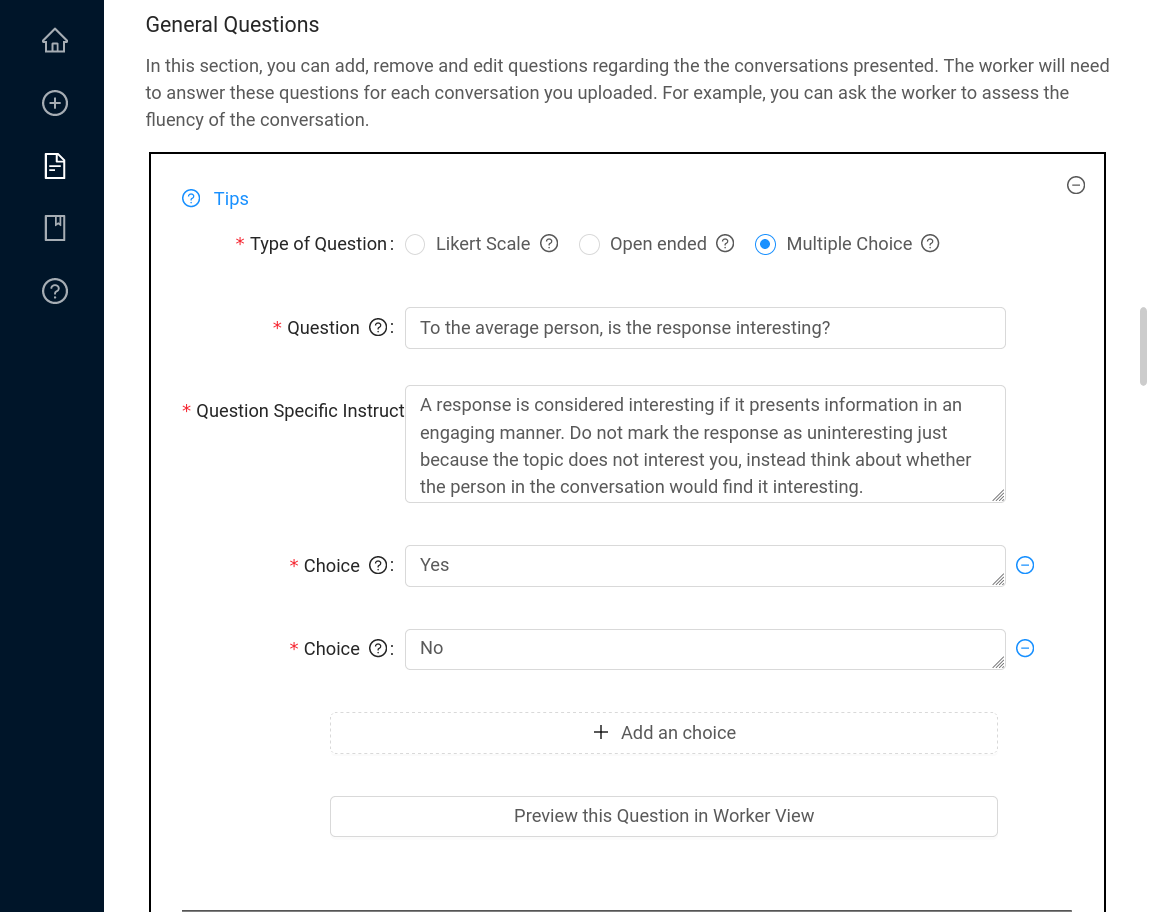 General Questions
In this section, you can add, remove and edit questions regarding the the conversations presented. The worker will need
to answer these questions for each conversation you uploaded. For example, you can ask the worker to assess the
fluency of the conversation.
Tips
* Type of Question: Likert Scale Open ended Multiple Choice
* Question : To the average person, is the response interesting?
* Question Specific Instruct
A response is considered interesting if it presents information in an
engaging manner. Do not mark the response as uninteresting just
because the topic does not interest you, instead think about whether
the person in the conversation would find it interesting.
* Choice : Yes
* Choice : No
+ Add an choice
Preview this Question in Worker View